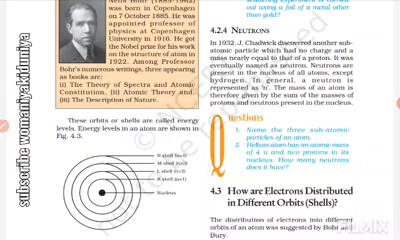 was born in Copenhagen
on 7 October 1885. He was
appointed professor of
physics at Copenhagen
University in 1916. He got
the Nobel prize for his work
on the structure of atom in
1922. Among Professor
Bohr's numerous writings, three appearing
as books are:
(i) The Theory of Spectra and Atomic
Constitution, (ii) Atomic Theory and,
(iii) The Description of Nature.
These orbits or shells are called energy
levels. Energy levels in an atom are shown in
Fig 4.3.
N shell (n=4)
M shell (n=3)
L shell (n=2)
K shell (n=1)
Nucleus
carried out
using a foil of a metal other
than gold?
4.2.4 NEUTRONS
In 1932, J. Chadwick discovered another sub-
atomic particle which had no charge and a
mass nearly equal to that of a proton. It was
eventually named as neutron. Neutrons are
present in the nucleus of all atoms, except
hydrogen. In general, a neutron is
represented as 'n'. The mass of an atom is
therefore given by the sum of the masses of
protons and neutrons present in the nucleus.
Questions
1. Name the three sub-atomic
particles of an atom.
2. Helium atom has an atomic mass
of 4 u and two protons in its
nucleus. How many neutrons
does it have?
4.3 How are Electrons Distributed
in Different Orbits (Shells)?
The distribution of electrons into different
orbits of an atom was suggested by Bohr and
Bury.
subscribe womaniyakidumiya